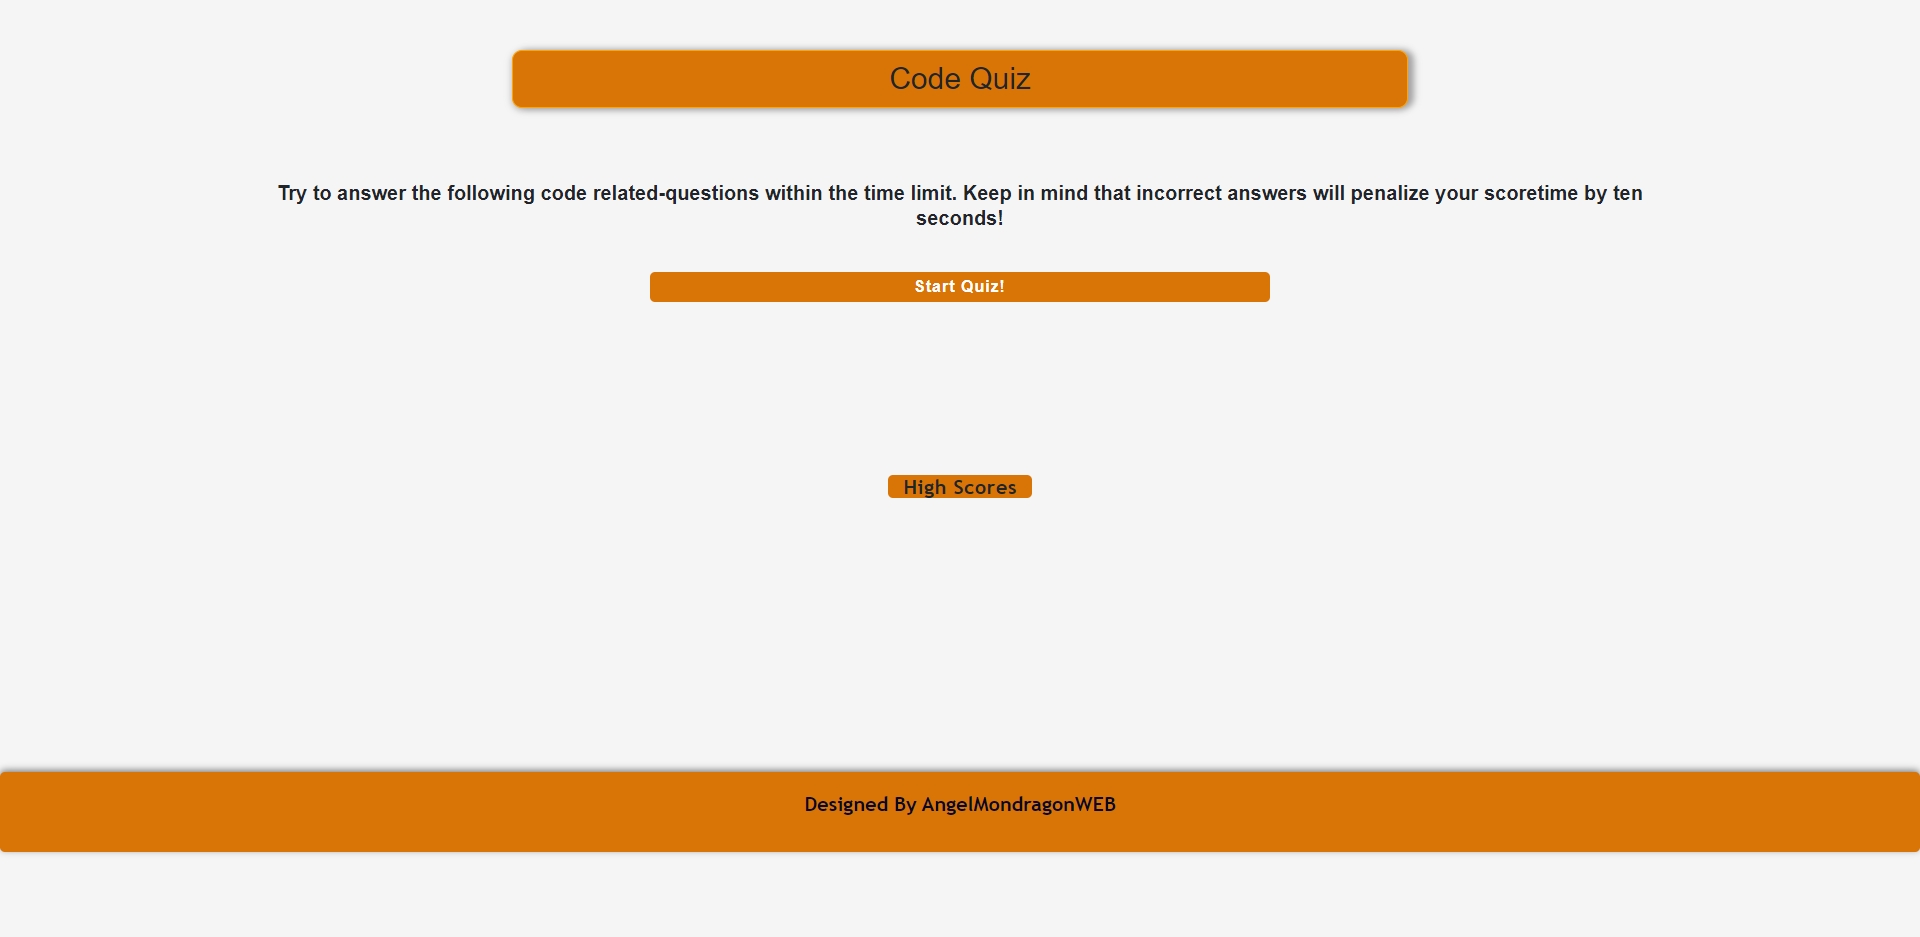 Code Quiz
Try to answer the following code related-questions within the time limit. Keep in mind that incorrect answers will penalize your scoretime by ten
seconds!
Start Quiz!
High Scores
Designed By AngelMondragonWEB